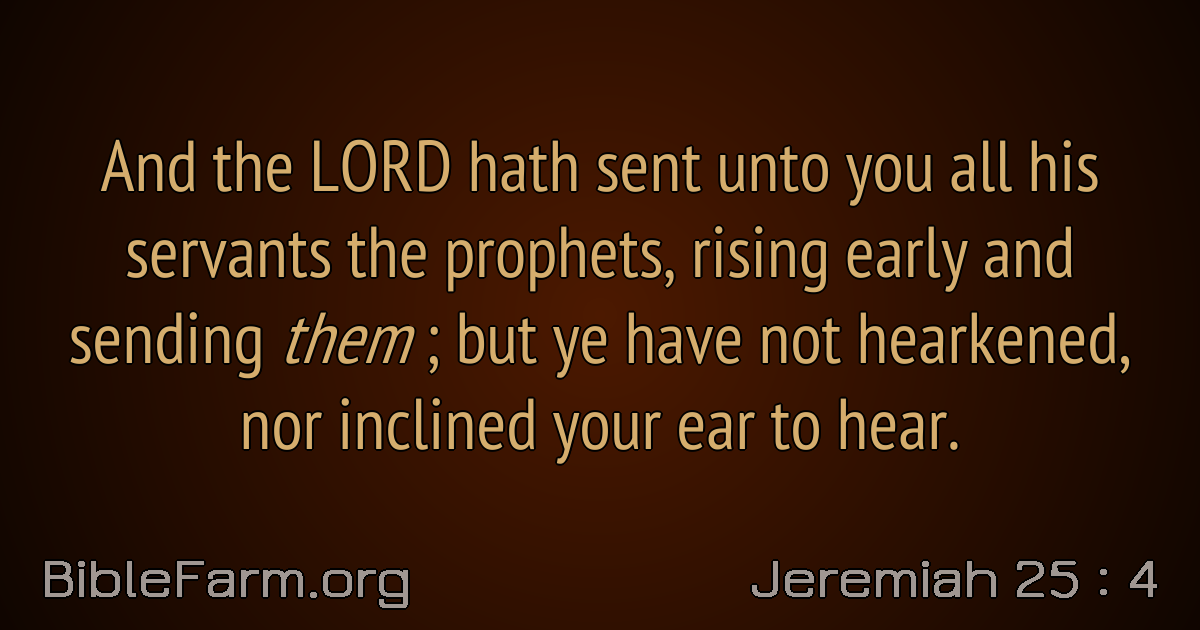 And the LORD hath sent unto you all his
servants the prophets, rising early and
sending them ; but ye have not hearkened,
nor inclined your ear to hear.
BibleFarm.org
Jeremiah 25 : 4